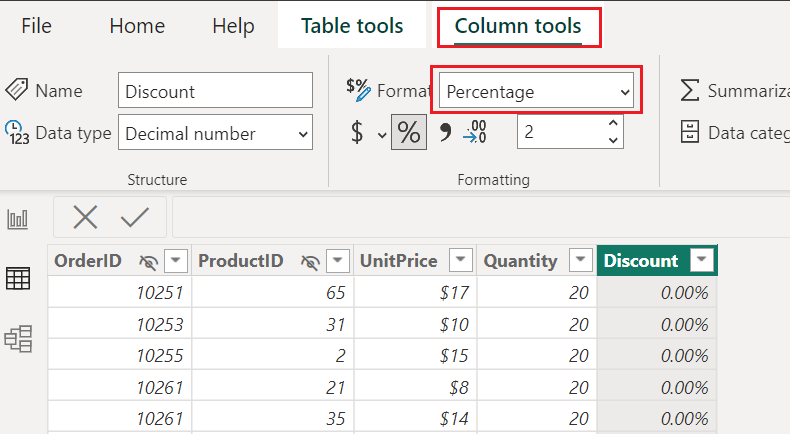 File Home Help Table tools Column tools
Name Discount $% Format Percentage Summariza
123 Data type Decimal number $ % 9 .00 .0 2 Data categ
Structure Formatting
OrderID ProductID UnitPrice Quantity Discount
10251 65 $17 20 0.00%
10253 31 $10 20 0.00%
10255 2 $15 20 0.00%
10261 21 $8 20 0.00%
10261 35 $14 20 0.00%